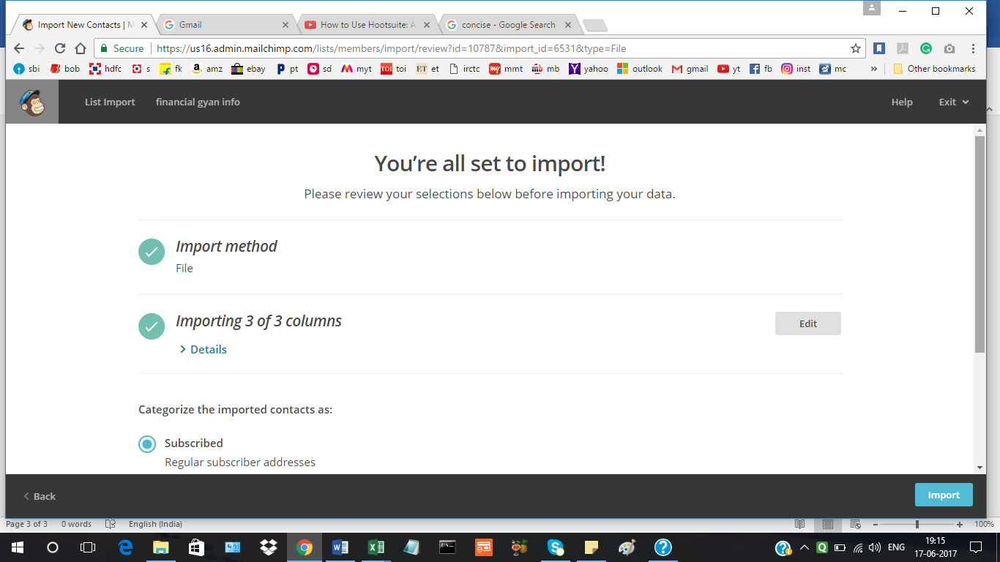 Import New Contacts | M
Gmail
How to Use Hootsuite: A
concise - Google Search
Secure
https://us16.admin.mailchimp.com/lists/members/import/review?id=10787&import_id=6531&type=File
sbi bob hdfc s fk amz ebay pt sd myt TOI toi ET et irctc my mmt mb yahoo outlook gmail yt fb inst mc » Other bookmarks
List Import financial gyan info Help Exit
You're all set to import!
Please review your selections below before importing your data.
Import method
File
Importing 3 of 3 columns
Edit
Details
Categorize the imported contacts as:
Subscribed
Regular subscriber addresses
Back
Import
Page 3 of 3 0 words English (India) 100%
ENG
19:15
17-06-2017